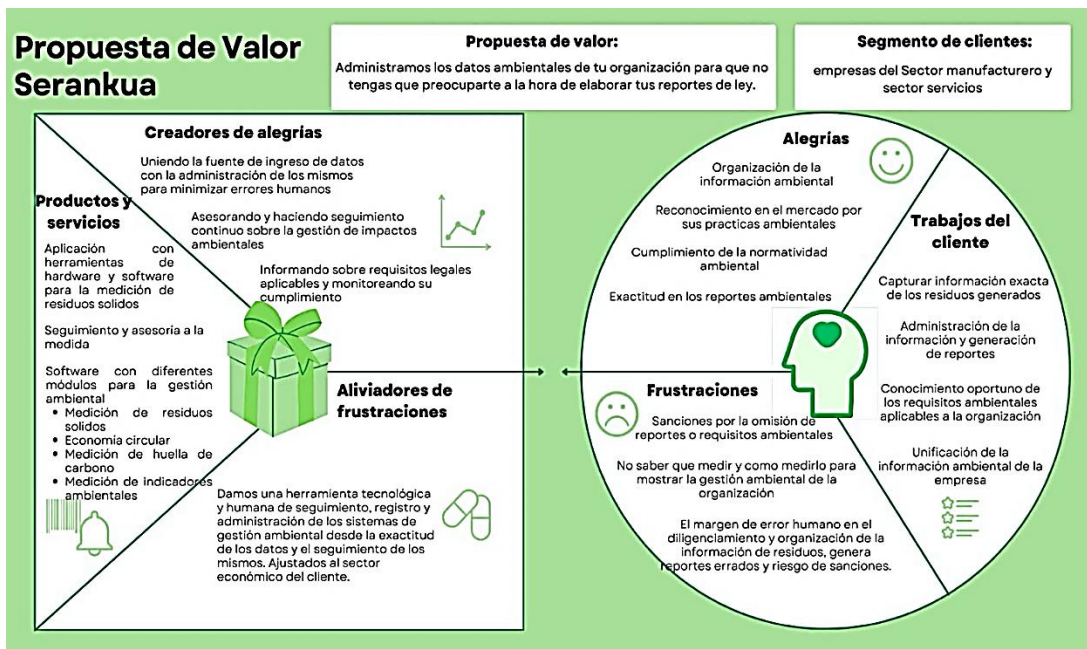 Propuesta de Valor
Serankua
Propuesta de valor:
Administramos los datos ambientales de tu organización para que no
tengas que preocuparte a la hora de elaborar tus reportes de ley.
Segmento de clientes:
empresas del Sector manufacturero y
sector servicios
Creadores de alegrías
Uniendo la fuente de ingreso de datos
con la administración de los mismos
para minimizar errores humanos
Asesorando y haciendo seguimiento
continuo sobre la gestión de impactos
ambientales
Informando sobre requisitos legales
aplicables y monitoreando su
cumplimiento
Productos y
servicios
Aplicación con
herramientas de
hardware y software
para la medición de
residuos solidos
Seguimiento y asesoría a la
medida
Software con diferentes
módulos para la gestión
ambiental
• Medición de residuos
solidos
• Economía circular
• Medición de huella de
carbono
• Medición de indicadores
ambientales
Aliviadores de
frustraciones
Damos una herramienta tecnológica
y humana de seguimiento, registro y
administración de los sistemas de
gestión ambiental desde la exactitud
de los datos y el seguimiento de los
mismos. Ajustados al sector
económico del cliente.
Alegrías
Organización de la
información ambiental
Reconocimiento en el mercado por
sus practicas ambientales
Cumplimiento de la normatividad
ambiental
Exactitud en los reportes ambientales
Trabajos del
cliente
Capturar información exacta
de los residuos generados
Administración de la
información y generación
de reportes
Conocimiento oportuno de
los requisitos ambientales
aplicables a la organización
Unificación de la
información ambiental de la
empresa
Frustraciones
Sanciones por la omisión de
reportes o requisitos ambientales
No saber que medir y como medirlo para
mostrar la gestión ambiental de la
organización
El margen de error humano en el
diligenciamiento y organización de la
información de residuos, genera
reportes errados y riesgo de sanciones.